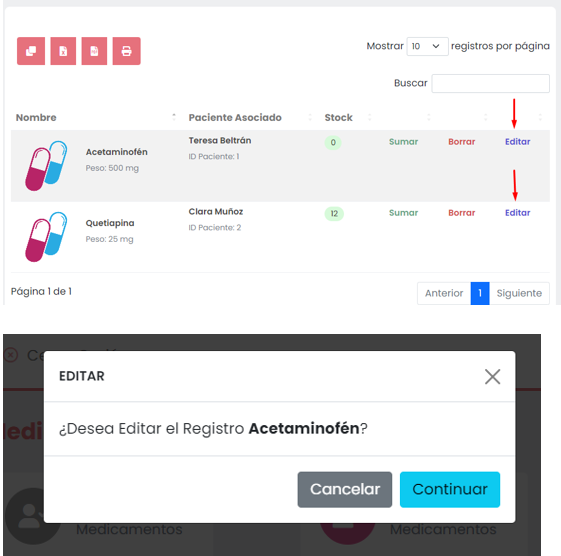 Mostrar 10 registros por página
Buscar
Nombre Paciente Asociado Stock
Acetaminofén Teresa Beltrán 0 Sumar Borrar Editar
Peso: 500 mg ID Paciente: 1
Quetiapina Clara Muñoz 12 Sumar Borrar Editar
Peso: 25 mg ID Paciente: 2
Página 1 de 1 Anterior 1 Siguiente
EDITAR
¿Desea Editar el Registro Acetaminofén?
Cancelar Continuar
Medicamentos Medicamentos